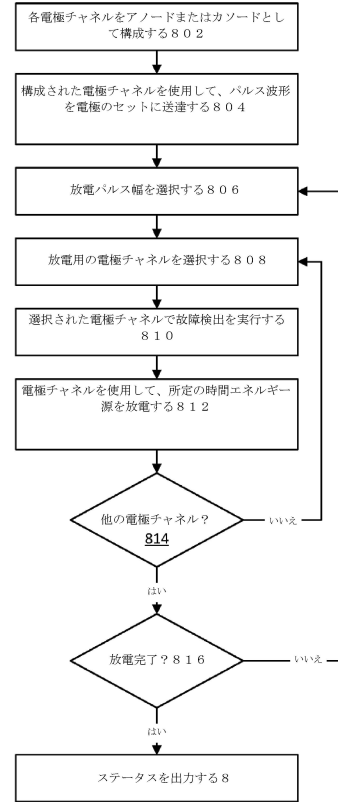 各電極チャネルをアノードまたはカソードとし
て構成する８０２
構成された電極チャネルを使用して、パルス波形
を電極のセットに送達する８０４
放電パルス幅を選択する８０６
放電用の電極チャネルを選択する８０８
選択された電極チャネルで故障検出を実行する
８１０
電極チャネルを使用して、所定の時間エネルギー
源を放電する８１２
他の電極チャネル？
814
いいえ
はい
放電完了？８１６
いいえ
はい
ステータスを出力する８